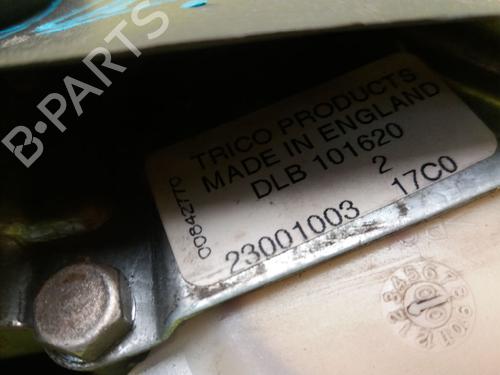 B-PARTS
TRICO PRODUCTS
MADE IN ENGLAND
DLB 101620
2
23001003 17C0
00842770